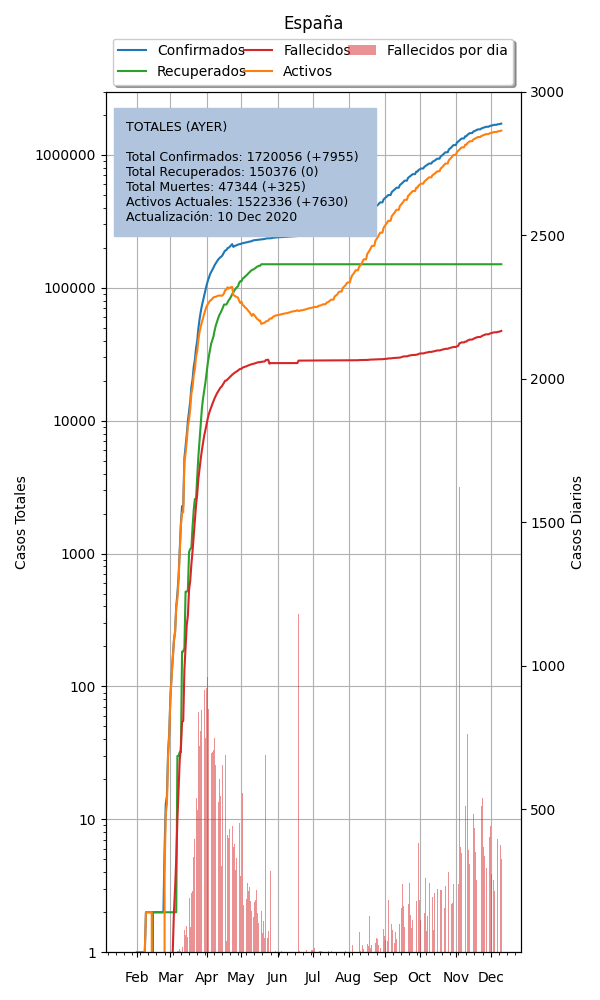 España
Confirmados
Fallecidos
Fallecidos por dia
Recuperados
Activos
TOTALES (AYER)
Total Confirmados: 1720056 (+7955)
Total Recuperados: 150376 (0)
Total Muertes: 47344 (+325)
Activos Actuales: 1522336 (+7630)
Actualización: 10 Dec 2020
Casos Totales
1000000
100000
10000
1000
100
10
1
3000
2500
2000
1500
1000
500
Casos Diarios
Feb Mar Apr May Jun Jul Aug Sep Oct Nov Dec